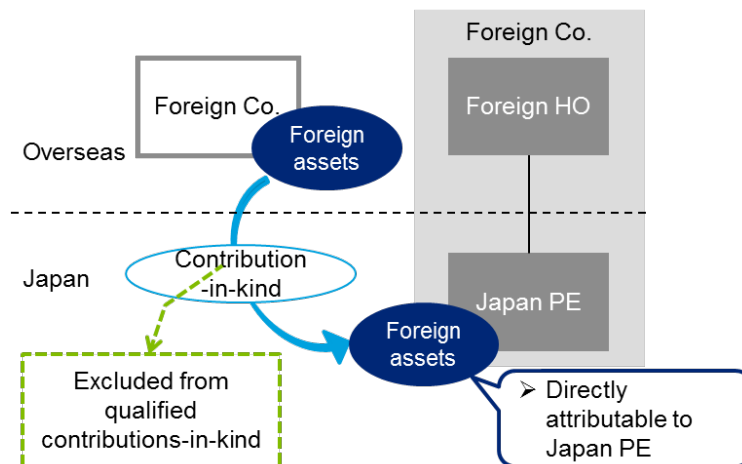 Foreign Co.
Foreign Co.
Foreign HO
Foreign
assets
Overseas
Japan
Contribution
-in-kind
Japan PE
Foreign
assets
Excluded from
qualified
contributions-in-kind
➢ Directly
attributable to
Japan PE